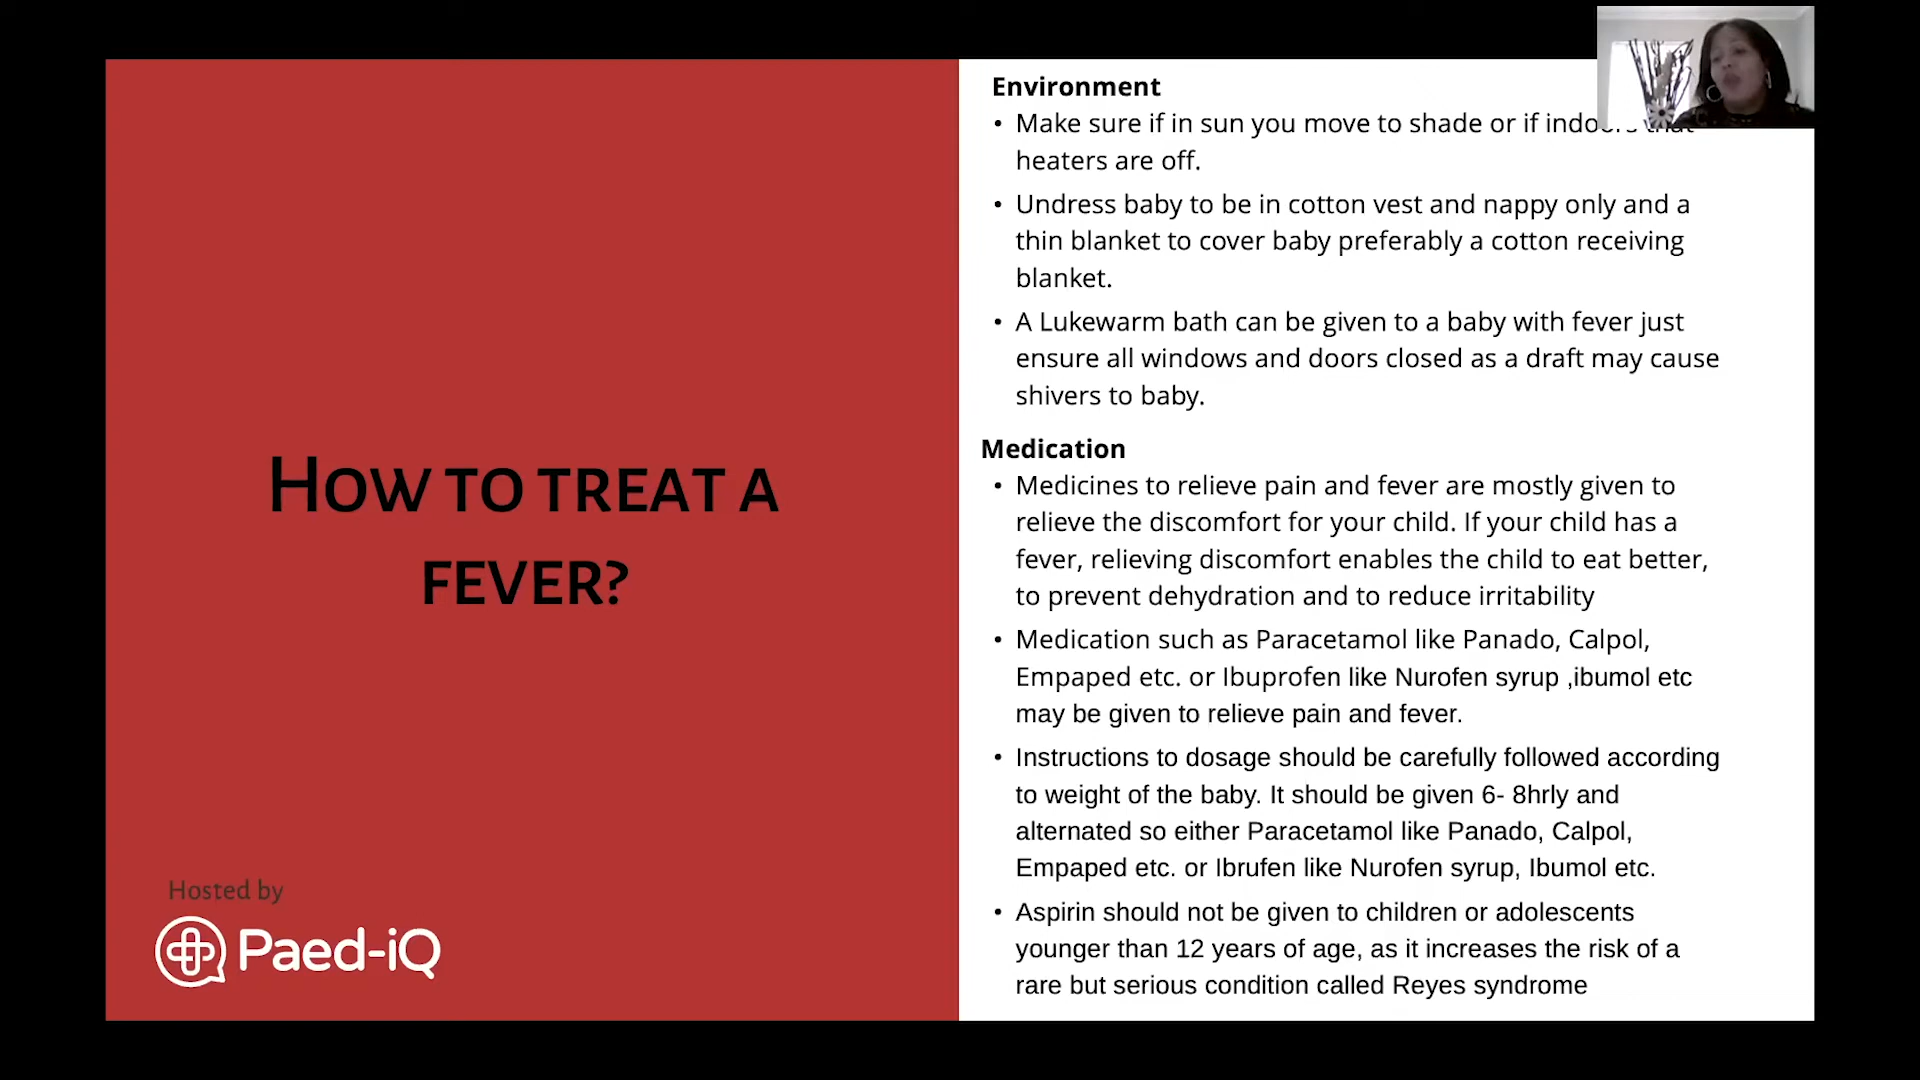 HOW TO TREAT A
FEVER?
Hosted by
Paed-iQ
Environment
• Make sure if in sun you move to shade or if indoors that
heaters are off.
• Undress baby to be in cotton vest and nappy only and a
thin blanket to cover baby preferably a cotton receiving
blanket.
• A Lukewarm bath can be given to a baby with fever just
ensure all windows and doors closed as a draft may cause
shivers to baby.
Medication
• Medicines to relieve pain and fever are mostly given to
relieve the discomfort for your child. If your child has a
fever, relieving discomfort enables the child to eat better,
to prevent dehydration and to reduce irritability
• Medication such as Paracetamol like Panado, Calpol,
Empaped etc. or Ibuprofen like Nurofen syrup ,ibumol etc
may be given to relieve pain and fever.
• Instructions to dosage should be carefully followed according
to weight of the baby. It should be given 6- 8hrly and
alternated so either Paracetamol like Panado, Calpol,
Empaped etc. or Ibrufen like Nurofen syrup, Ibumol etc.
• Aspirin should not be given to children or adolescents
younger than 12 years of age, as it increases the risk of a
rare but serious condition called Reyes syndrome